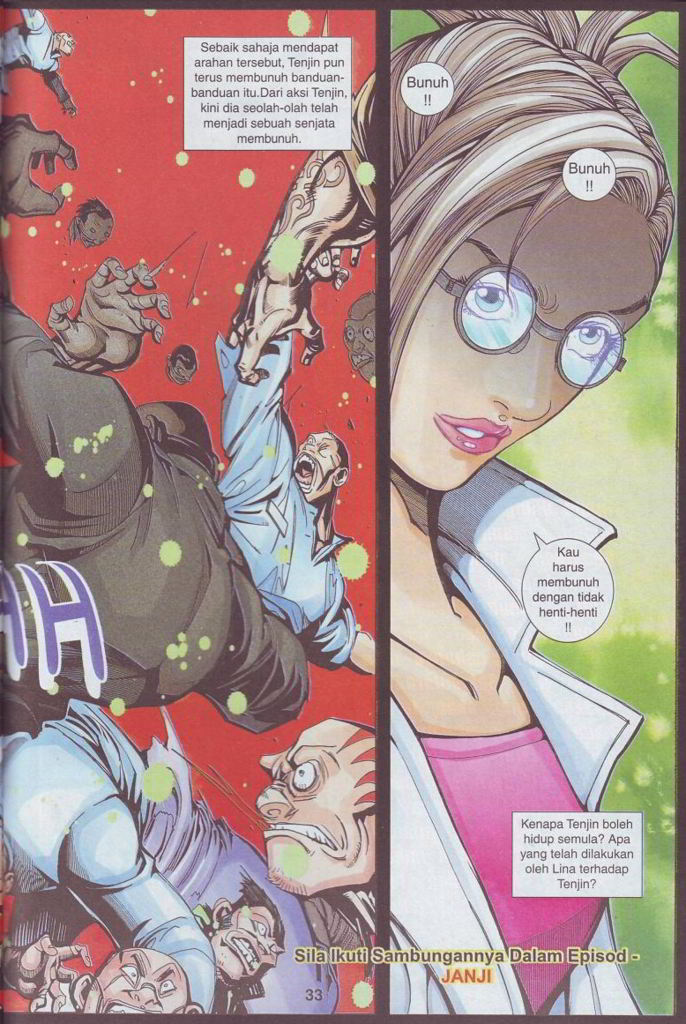 Sebaik sahaja mendapat
arahan tersebut, Tenjin pun
terus membunuh banduan-
banduan itu.Dari aksi Tenjin,
kini dia seolah-olah telah
menjadi sebuah senjata
membunuh.
HH
Bunuh
!!
Bunuh
!!
Kau
harus
membunuh
dengan tidak
henti-henti
!!
Kenapa Tenjin boleh
hidup semula? Apa
yang telah dilakukan
oleh Lina terhadap
Tenjin?
Sila Ikuti Sambungannya Dalam Episod -
JANJI
33